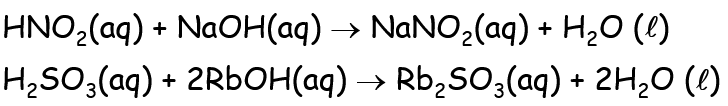 HNO₂(aq) + NaOH(aq) → NaNO₂(aq) + H₂O (ℓ)
H₂SO₃(aq) + 2RbOH(aq) → Rb₂SO₃(aq) + 2H₂O (ℓ)